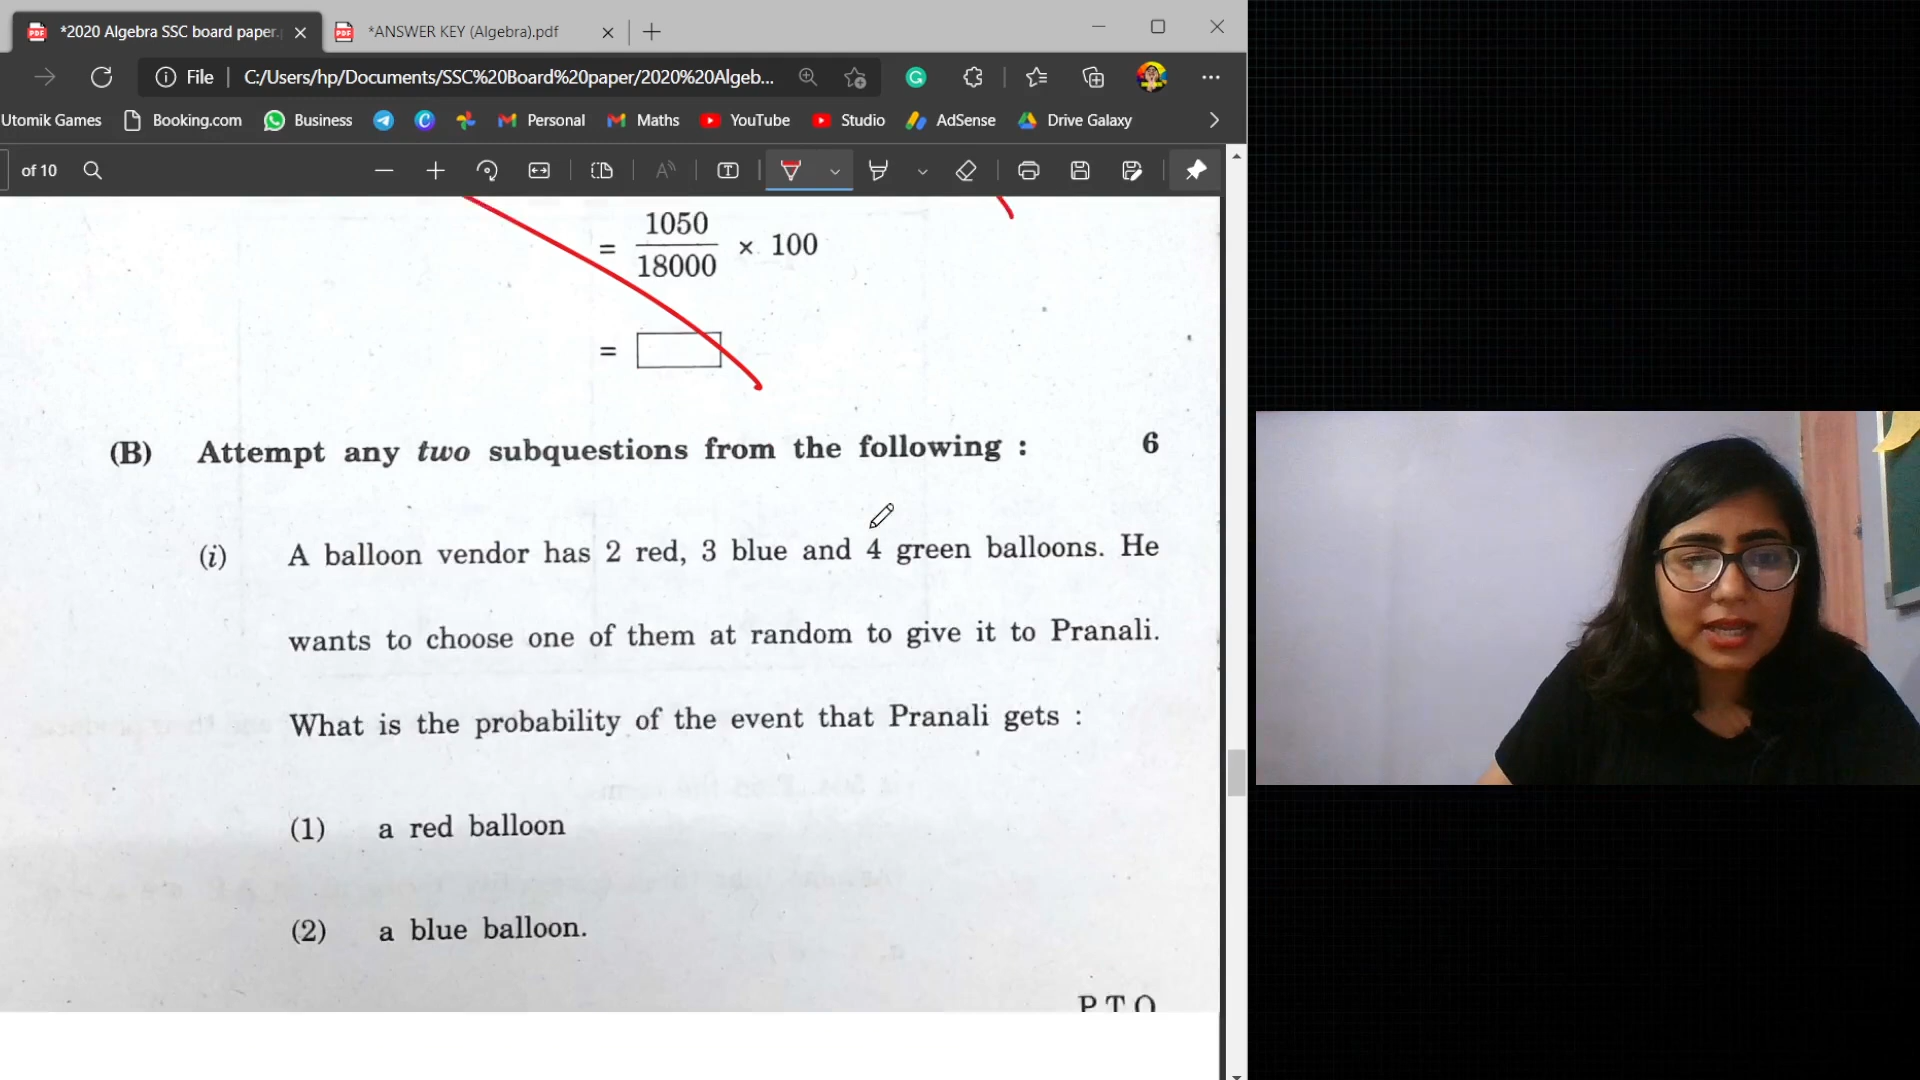 *2020 Algebra SSC board paper.
*ANSWER KEY (Algebra).pdf
File
C:/Users/hp/Documents/SSC%20Board%20paper/2020%20Algeb...
Utomik Games
Booking.com
Business
Personal
Maths
YouTube
Studio
AdSense
Drive Galaxy
of 10
= 1050
18000 × 100
=
(B) Attempt any two subquestions from the following : 6
(i) A balloon vendor has 2 red, 3 blue and 4 green balloons. He
wants to choose one of them at random to give it to Pranali.
What is the probability of the event that Pranali gets :
(1) a red balloon
(2) a blue balloon.
P.T.O